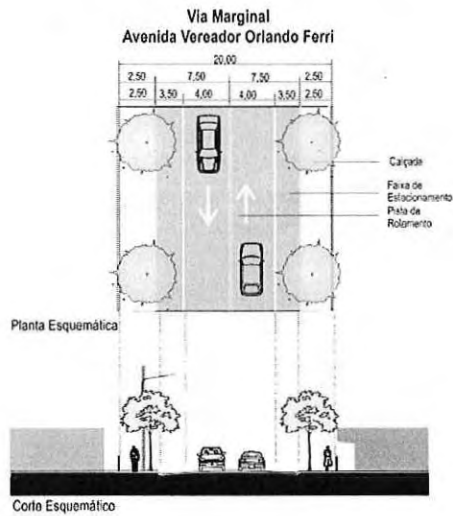 Via Marginal
Avenida Vereador Orlando Ferri
20,00
2,50 7,50 7,50 2,50
2,50 3,50 4,00 4,00 3,50 2,50
Calçada
Faixa de
Estacionamento
Pista de
Rolamento
Planta Esquemática
Corte Esquemático